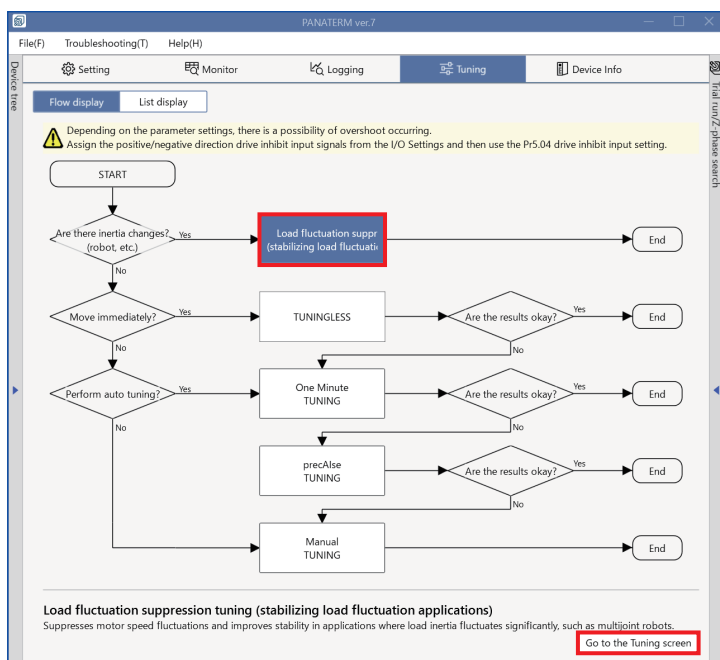 PANATERM ver.7
File(F) Troubleshooting(T) Help(H)
Device tree
Setting Monitor Logging Tuning Device Info
Trial run/Z-phase search
Flow display List display
Depending on the parameter settings, there is a possibility of overshoot occurring.
Assign the positive/negative direction drive inhibit input signals from the I/O Settings and then use the Pr5.04 drive inhibit input setting.
START
Are there inertia changes?
(robot, etc.)
Yes
Load fluctuation suppr
(stabilizing load fluctuatio
End
No
Move immediately?
Yes
TUNINGLESS
Are the results okay?
Yes
End
No
No
Perform auto tuning?
Yes
One Minute
TUNING
Are the results okay?
Yes
End
No
No
precAIse
TUNING
Are the results okay?
Yes
End
No
Manual
TUNING
End
Load fluctuation suppression tuning (stabilizing load fluctuation applications)
Suppresses motor speed fluctuations and improves stability in applications where load inertia fluctuates significantly, such as multijoint robots.
Go to the Tuning screen